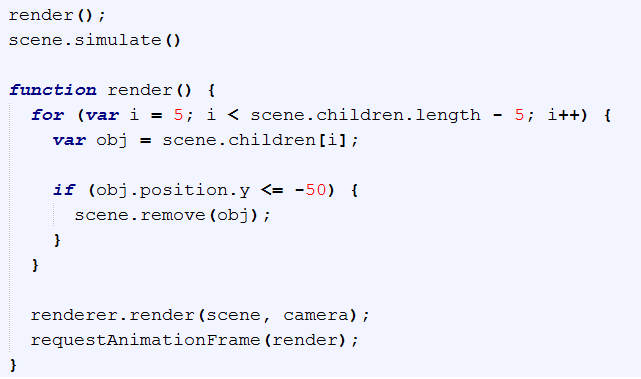 render();
scene.simulate()
function render() {
for (var i = 5; i < scene.children.length - 5; i++) {
var obj = scene.children[i];
if (obj.position.y <= -50) {
scene.remove(obj);
}
}
renderer.render(scene, camera);
requestAnimationFrame(render);
}